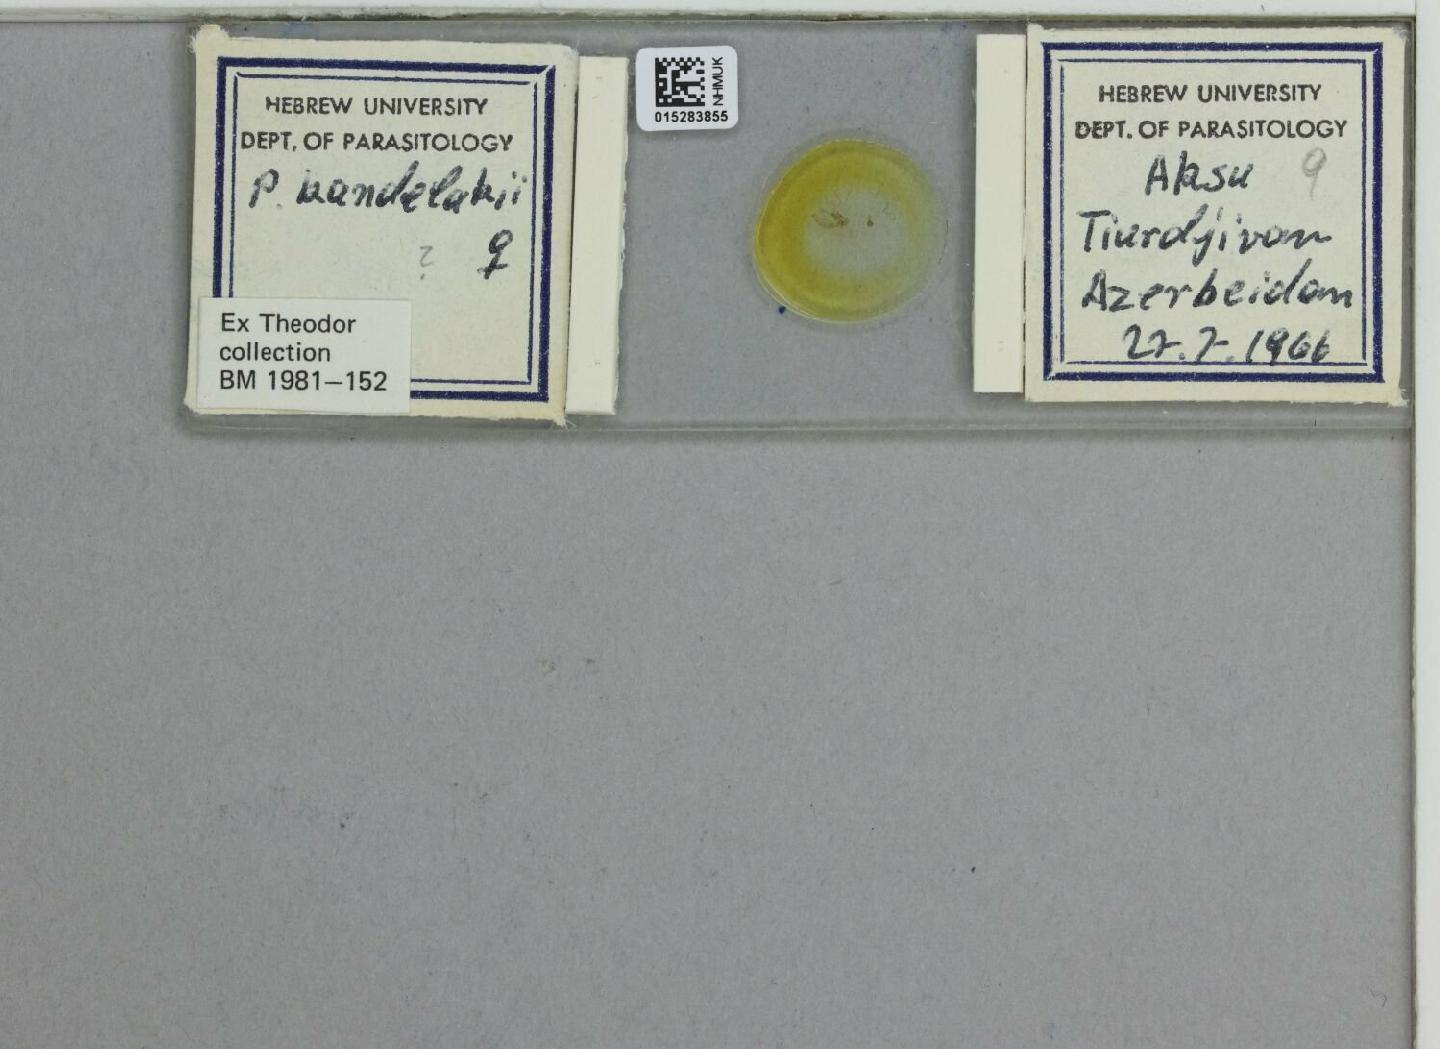 HEBREW UNIVERSITY
DEPT. OF PARASITOLOGY
P. kandelakii
? ♀
Ex Theodor
collection
BM 1981–152
NHMUK
015283855
HEBREW UNIVERSITY
DEPT. OF PARASITOLOGY
Aksu 9
Tiurdjivan
Azerbeidan
27.7.1966